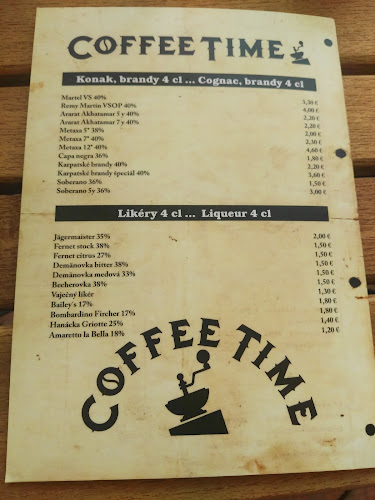 COFFEE TIME
Konak, brandy 4 cl ... Cognac, brandy 4 cl
Martel VS 40% 3,30 €
Remy Martin VSOP 40% 4,00 €
Ararat Akhatamar 5 y 40% 2,20 €
Ararat Akhatamar 7 y 40% 2,20 €
Metaxa 5* 38% 2,00 €
Metaxa 7* 40% 2,30 €
Metaxa 12* 40% 4,60 €
Capa negra 36% 1,80 €
Karpatské brandy 40% 2,20 €
Karpatské brandy špeciál 40% 3,60 €
Soberano 36% 1,50 €
Soberano 5y 36% 3,00 €
Likéry 4 cl ... Liqueur 4 cl
Jägermaister 35% 2,00 €
Fernet stock 38% 1,50 €
Fernet citrus 27% 1,50 €
Demänovka bitter 38% 1,50 €
Demänovka medová 33% 1,50 €
Becherovka 38% 1,50 €
Vaječný likér 1,30 €
Bailey's 17% 1,80 €
Bombardino Fircher 17% 1,80 €
Hanácka Griotte 25% 1,40 €
Amaretto la Bella 18% 1,20 €
COFFEE TIME